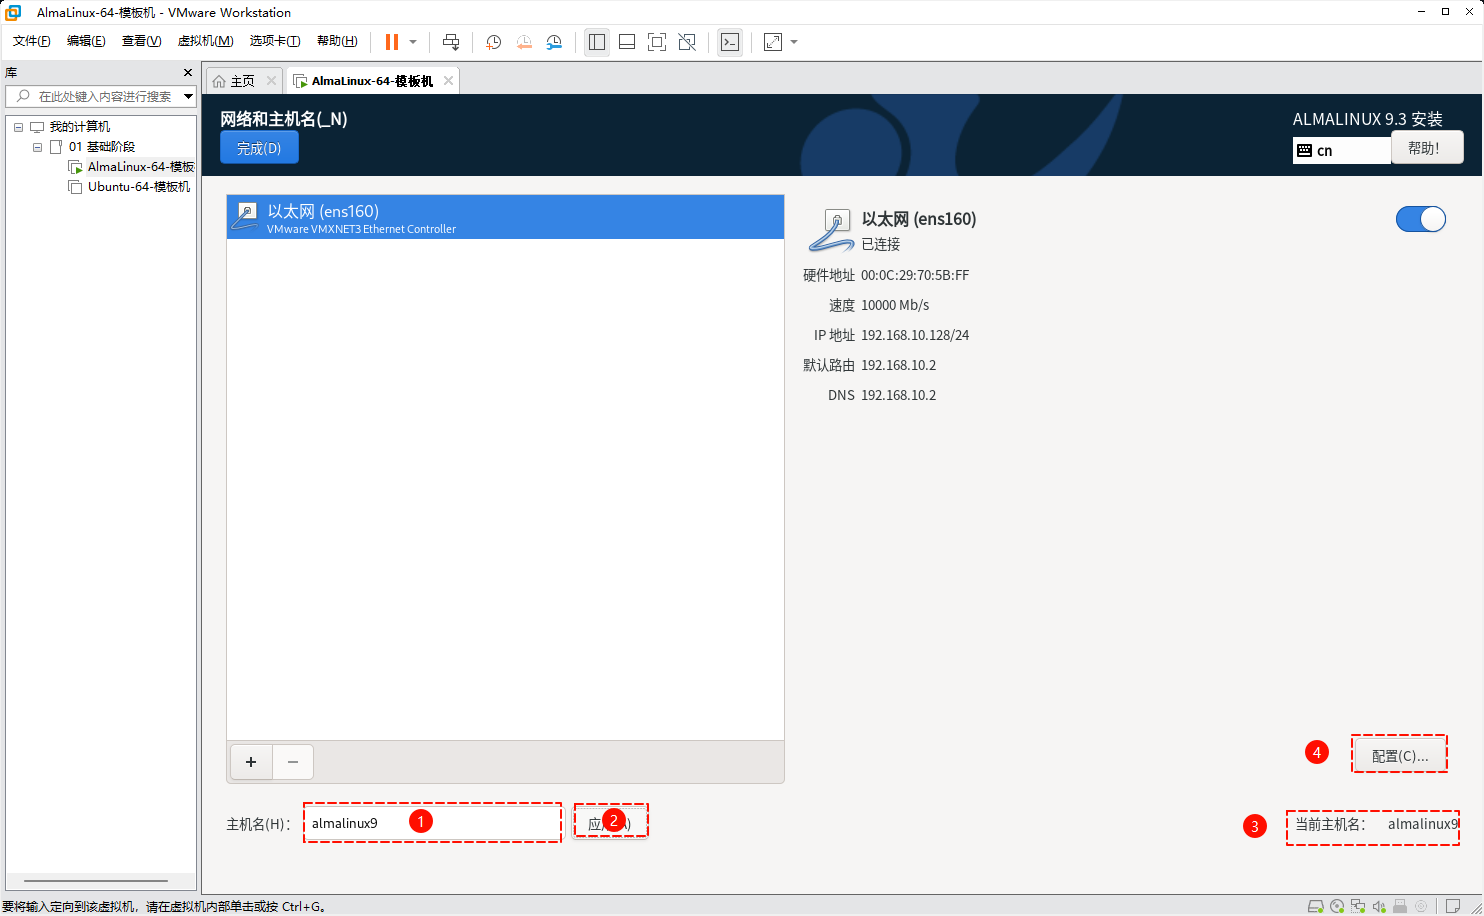 AlmaLinux-64-模板机 - VMware Workstation
文件(F) 编辑(E) 查看(V) 虚拟机(M) 选项卡(T) 帮助(H)
库
主页
AlmaLinux-64-模板机
在此处键入内容进行搜索
我的计算机
01 基础阶段
AlmaLinux-64-模板
Ubuntu-64-模板机
网络和主机名(_N)
完成(D)
ALMALINUX 9.3 安装
cn
帮助!
以太网 (ens160)
VMware VMXNET3 Ethernet Controller
以太网 (ens160)
已连接
硬件地址 00:0C:29:70:5B:FF
速度 10000 Mb/s
IP 地址 192.168.10.128/24
默认路由 192.168.10.2
DNS 192.168.10.2
+ −
4
配置(C)...
主机名(H): almalinux9
1
2
3
当前主机名: almalinux9
要将输入定向到该虚拟机，请在虚拟机内部单击或按 Ctrl+G。